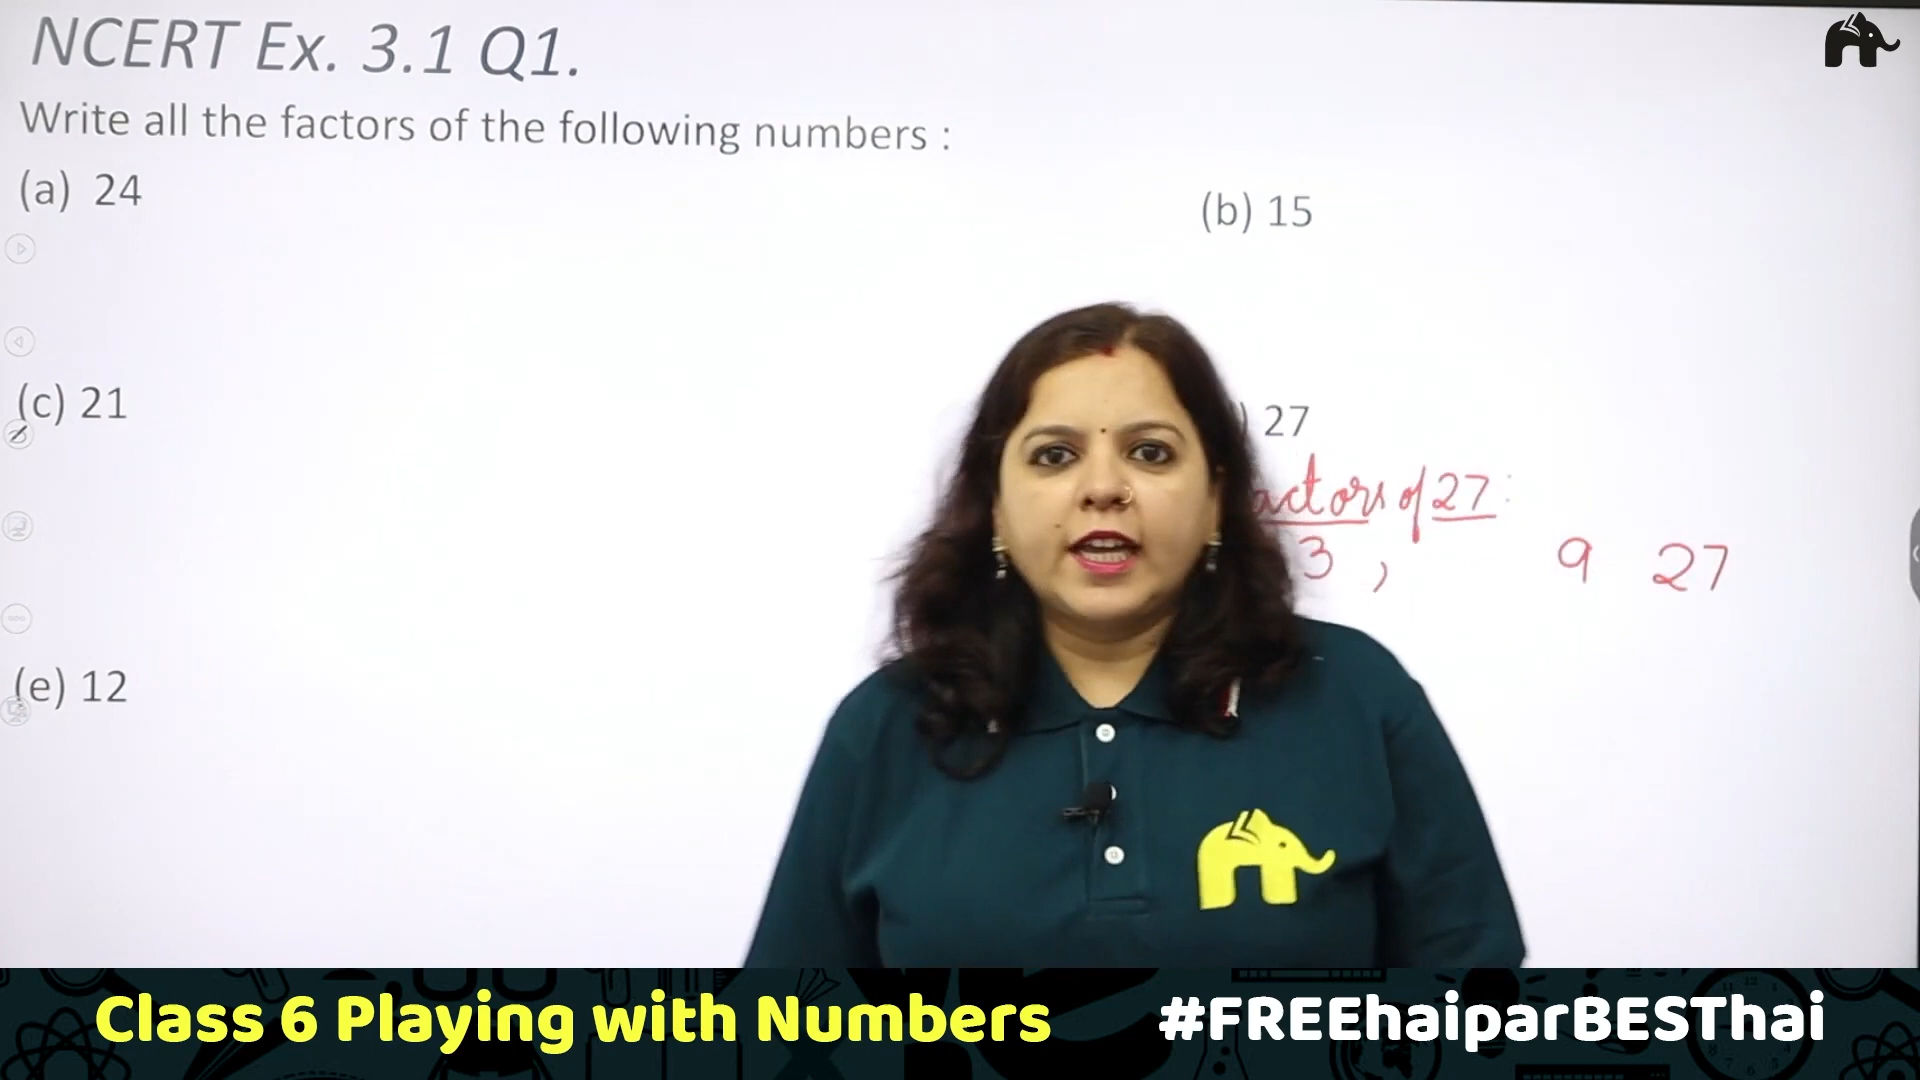 NCERT Ex. 3.1 Q1.
Write all the factors of the following numbers :
(a) 24
(b) 15
(c) 21
) 27
actors of 27 :
3 , 9 27
(e) 12
Class 6 Playing with Numbers #FREEhaiparBESThai